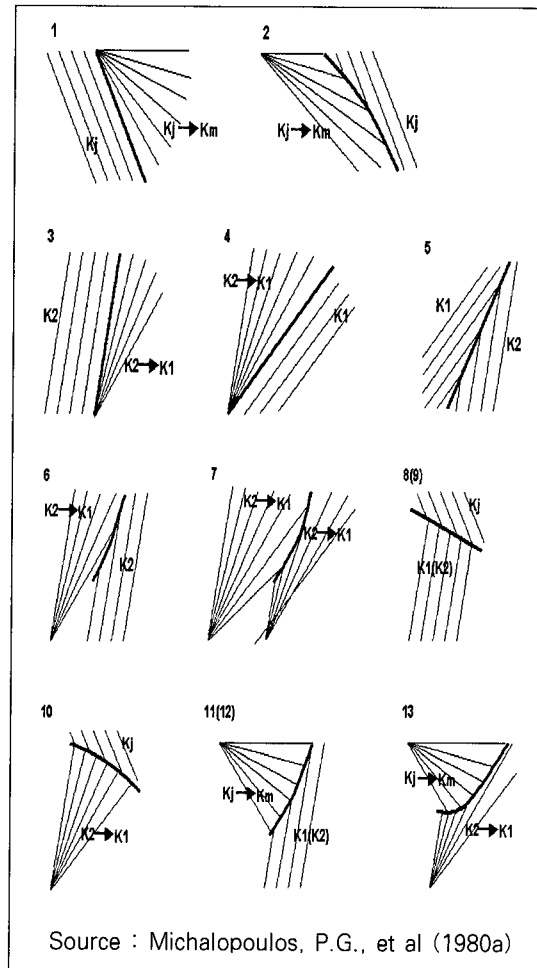 1
2
Kj
Kj→Km
Kj→Km
Kj
3
4
5
K2
K2→K1
K2→K1
K1
K1
K2
6
7
8(9)
K2→K1
K2
K2→K1
K2→K1
Kj
K1(K2)
10
11(12)
13
Kj
K2→K1
Kj→Km
K1(K2)
Kj→Km
K2→K1
Source : Michalopoulos, P.G., et al (1980a)